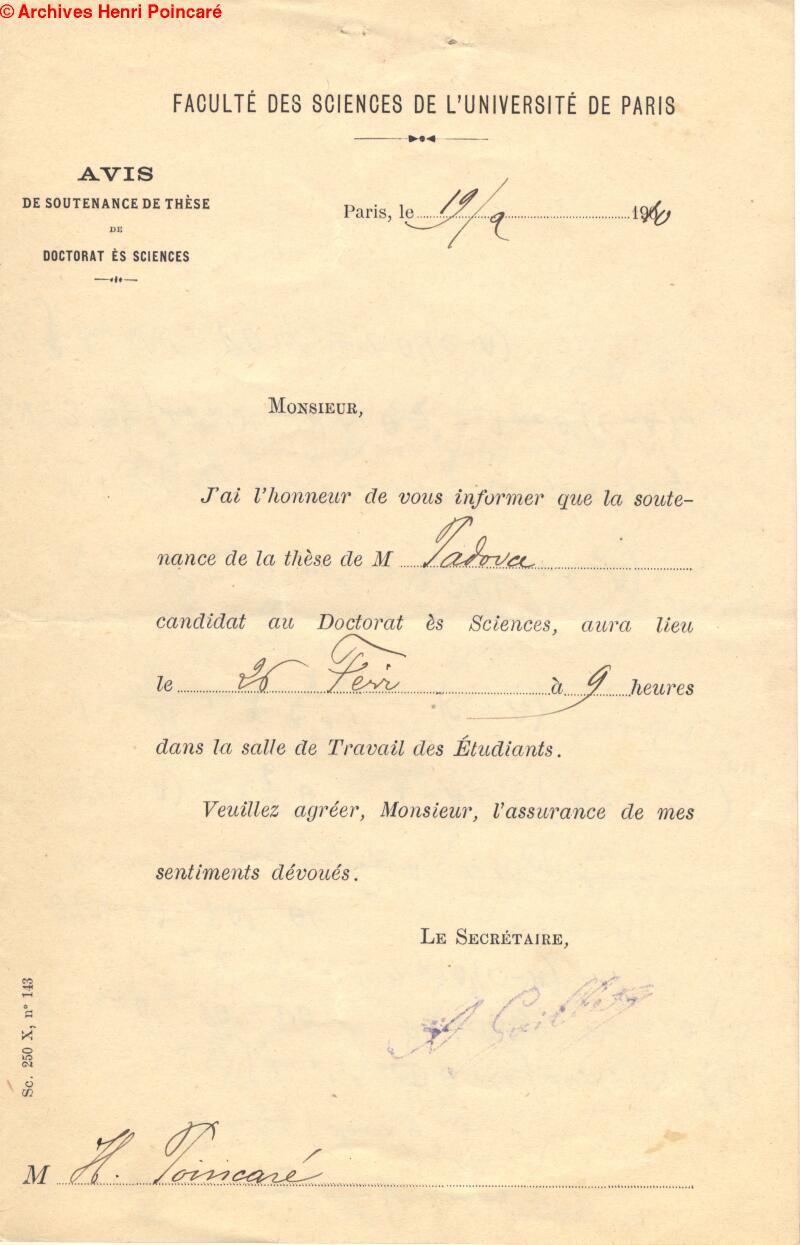 © Archives Henri Poincaré
FACULTÉ DES SCIENCES DE L'UNIVERSITÉ DE PARIS
AVIS
DE SOUTENANCE DE THÈSE
DE
DOCTORAT ÈS SCIENCES
Paris, le 19/2 1910
MONSIEUR,
J'ai l'honneur de vous informer que la soute-
nance de la thèse de M Padova
candidat au Doctorat ès Sciences, aura lieu
le 26 Fevr à 9 heures
dans la salle de Travail des Étudiants.
Veuillez agréer, Monsieur, l'assurance de mes
sentiments dévoués.
LE SECRÉTAIRE,
Sc. 250 X, n° 143
M H. Poincaré